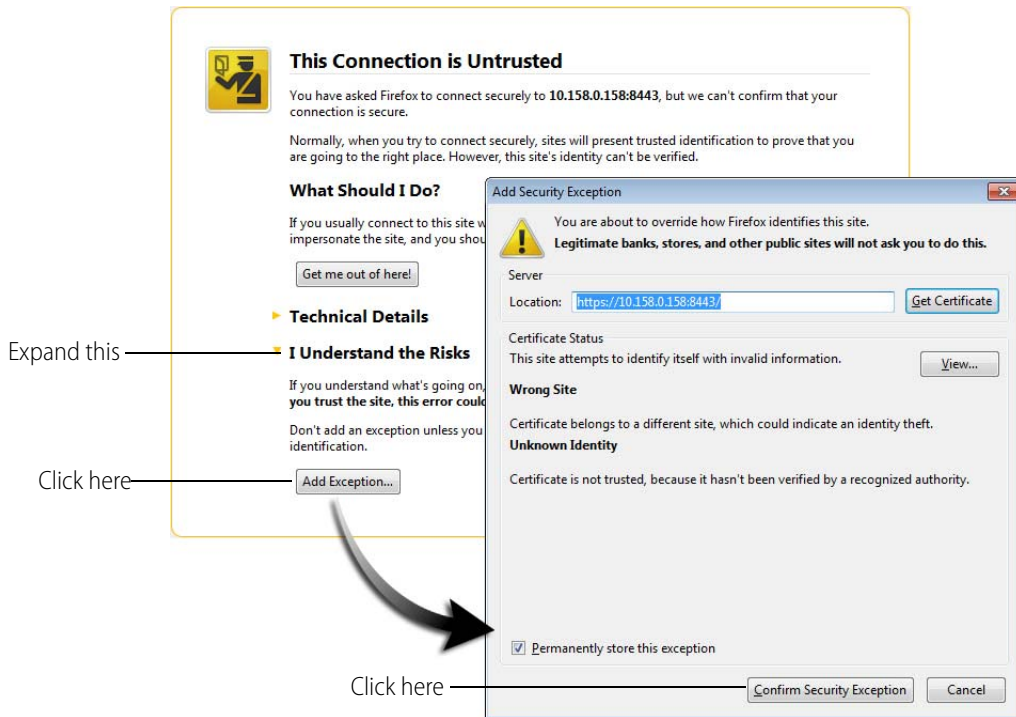 This Connection is Untrusted
You have asked Firefox to connect securely to 10.158.0.158:8443, but we can't confirm that your
connection is secure.
Normally, when you try to connect securely, sites will present trusted identification to prove that you
are going to the right place. However, this site's identity can't be verified.
What Should I Do?
If you usually connect to this site w
impersonate the site, and you shou
Get me out of here!
Technical Details
Expand this
I Understand the Risks
If you understand what's going on,
you trust the site, this error could
Don't add an exception unless you
identification.
Click here
Add Exception...
Add Security Exception
You are about to override how Firefox identifies this site.
Legitimate banks, stores, and other public sites will not ask you to do this.
Server
Location: https://10.158.0.158:8443/ Get Certificate
Certificate Status
This site attempts to identify itself with invalid information.
View...
Wrong Site
Certificate belongs to a different site, which could indicate an identity theft.
Unknown Identity
Certificate is not trusted, because it hasn't been verified by a recognized authority.
Permanently store this exception
Click here
Confirm Security Exception Cancel